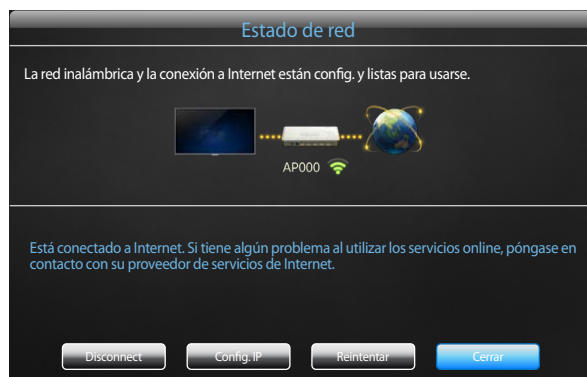 Estado de red
La red inalámbrica y la conexión a Internet están config. y listas para usarse.
AP000
Está conectado a Internet. Si tiene algún problema al utilizar los servicios online, póngase en
contacto con su proveedor de servicios de Internet.
Disconnect
Config. IP
Reintentar
Cerrar